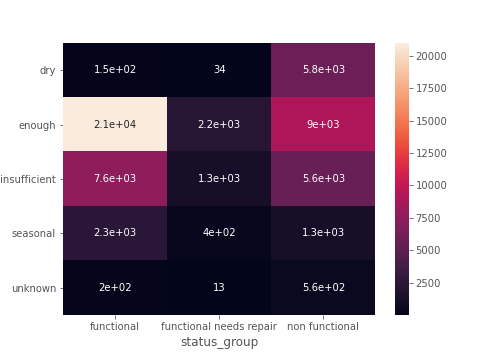 dry 1.5e+02 34 5.8e+03
enough 2.1e+04 2.2e+03 9e+03
insufficient 7.6e+03 1.3e+03 5.6e+03
seasonal 2.3e+03 4e+02 1.3e+03
unknown 2e+02 13 5.6e+02
functional functional needs repair non functional
status_group
20000
17500
15000
12500
10000
7500
5000
2500